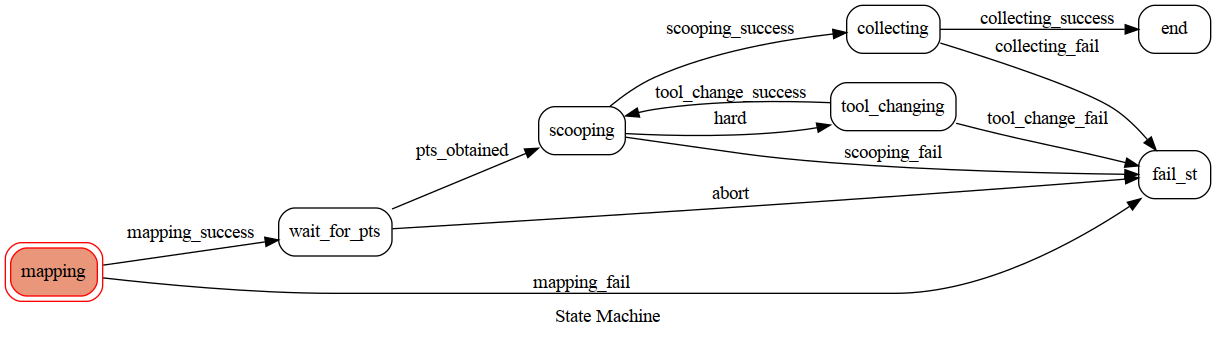 scooping_success
collecting
collecting_success
end
collecting_fail
tool_change_success
tool_changing
hard
scooping
tool_change_fail
pts_obtained
scooping_fail
fail_st
abort
mapping_success
wait_for_pts
mapping
mapping_fail
State Machine